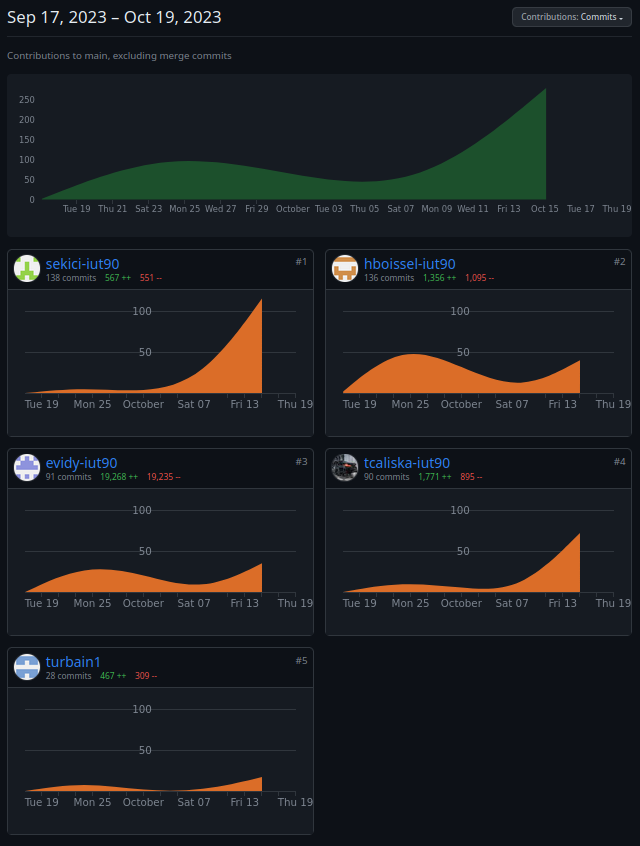 Sep 17, 2023 – Oct 19, 2023
Contributions: Commits
Contributions to main, excluding merge commits
250
200
150
100
50
0
Tue 19 Thu 21 Sat 23 Mon 25 Wed 27 Fri 29 October Tue 03 Thu 05 Sat 07 Mon 09 Wed 11 Fri 13 Oct 15 Tue 17 Thu 19
sekici-iut90 #1
138 commits 567 ++ 551 --
100
50
Tue 19 Mon 25 October Sat 07 Fri 13 Thu 19
hboissel-iut90 #2
136 commits 1,356 ++ 1,095 --
100
50
Tue 19 Mon 25 October Sat 07 Fri 13 Thu 19
evidy-iut90 #3
91 commits 19,268 ++ 19,235 --
100
50
Tue 19 Mon 25 October Sat 07 Fri 13 Thu 19
tcaliska-iut90 #4
90 commits 1,771 ++ 895 --
100
50
Tue 19 Mon 25 October Sat 07 Fri 13 Thu 19
turbain1 #5
28 commits 467 ++ 309 --
100
50
Tue 19 Mon 25 October Sat 07 Fri 13 Thu 19